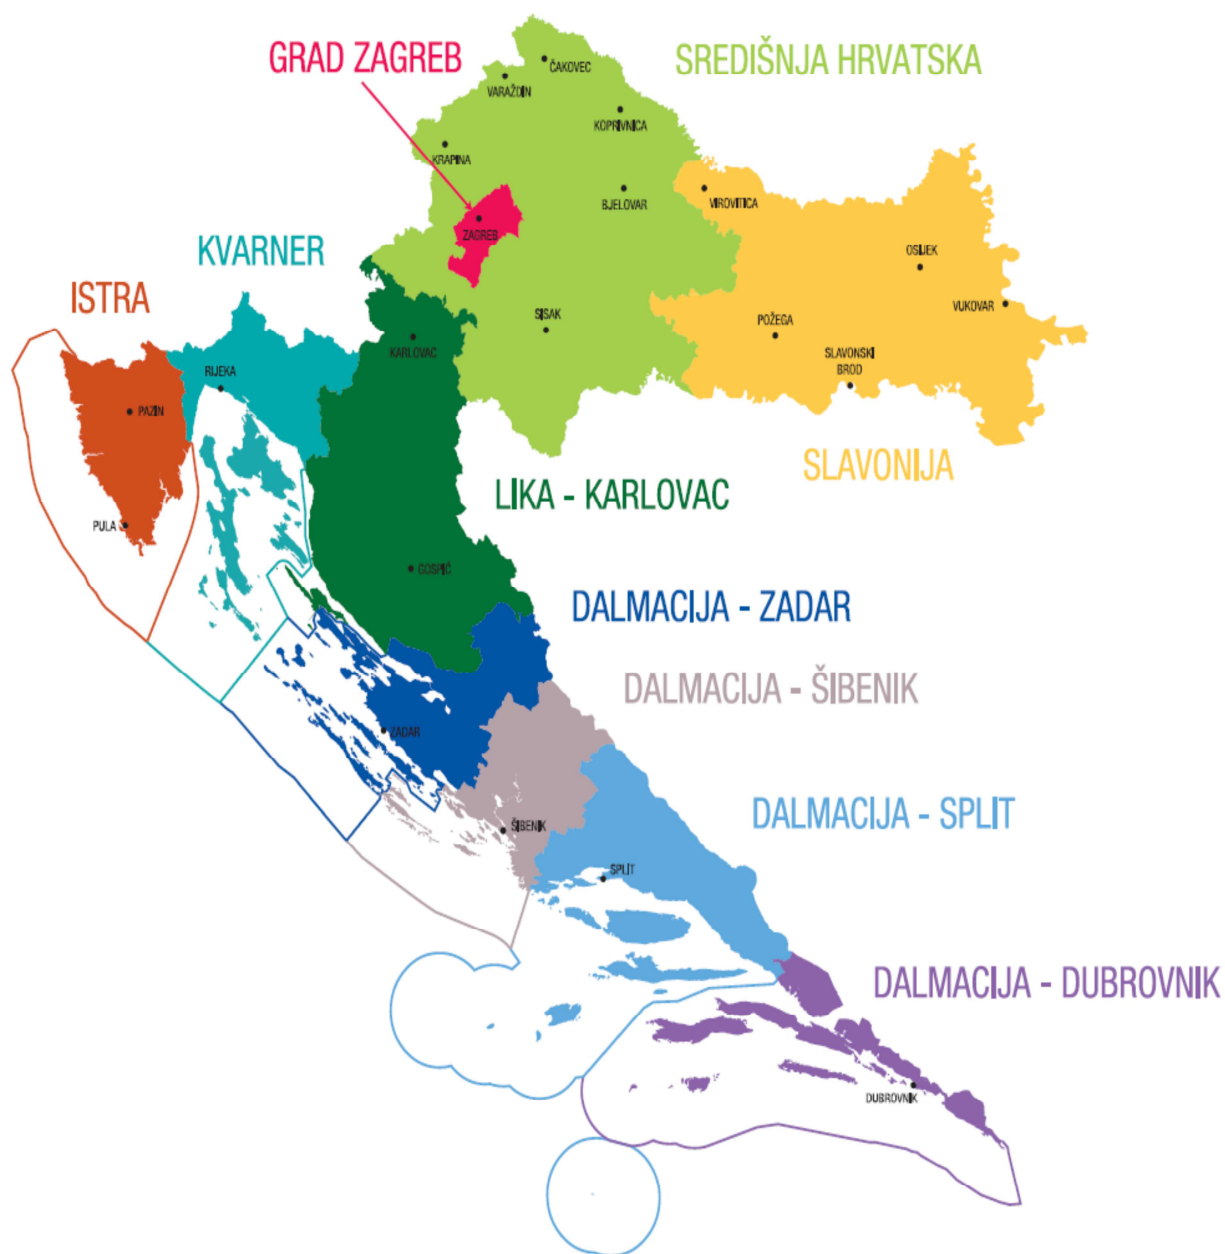 GRAD ZAGREB
SREDIŠNJA HRVATSKA
ČAKOVEC
VARAŽDIN
KOPRIVNICA
KRAPINA
BJELOVAR
VIROVITICA
ZAGREB
KVARNER
OSIJEK
ISTRA
VUKOVAR
SISAK
POŽEGA
KARLOVAC
SLAVONSKI
BROD
RIJEKA
PAZIN
SLAVONIJA
LIKA - KARLOVAC
PULA
GOSPIĆ
DALMACIJA - ZADAR
DALMACIJA - ŠIBENIK
ZADAR
DALMACIJA - SPLIT
ŠIBENIK
SPLIT
DALMACIJA - DUBROVNIK
DUBROVNIK